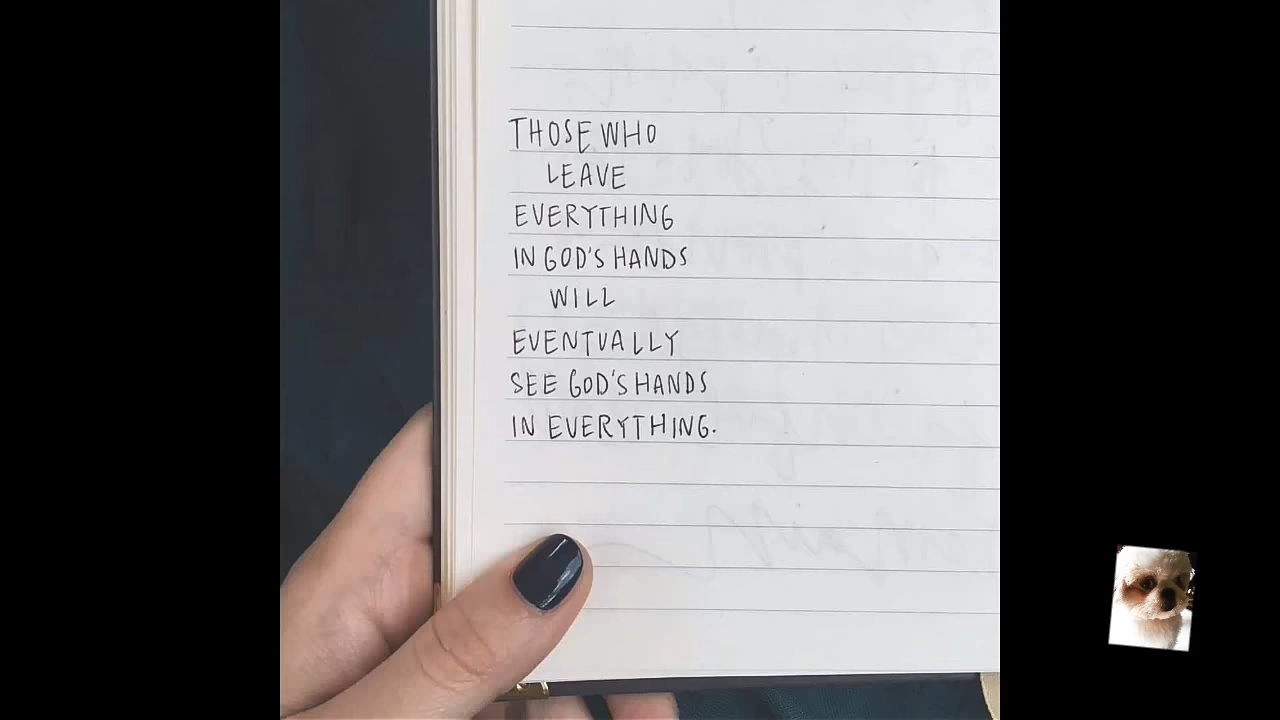 THOSE WHO
LEAVE
EVERYTHING
IN GOD'S HANDS
WILL
EVENTUALLY
SEE GOD'S HANDS
IN EVERYTHING.